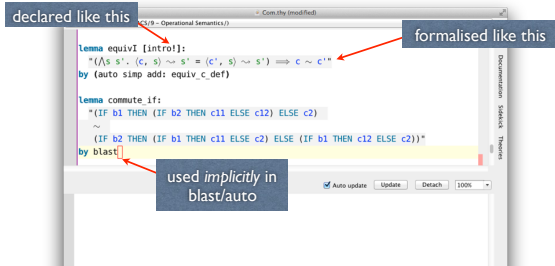 declared like this
Com.thy (modified)
CS/9 - Operational Semantics/)
formalised like this
lemma equivI [intro!]:
"(⋀s s'. ⟨c, s⟩ ↝ s' = ⟨c', s⟩ ↝ s') ⟹ c ∼ c'"
by (auto simp add: equiv_c_def)
lemma commute_if:
"(IF b1 THEN (IF b2 THEN c11 ELSE c12) ELSE c2)
∼
(IF b2 THEN (IF b1 THEN c11 ELSE c2) ELSE (IF b1 THEN c12 ELSE c2))"
by blast
Documentation
Sidekick
Theories
used implicitly in
blast/auto
Auto update
Update
Detach
100%